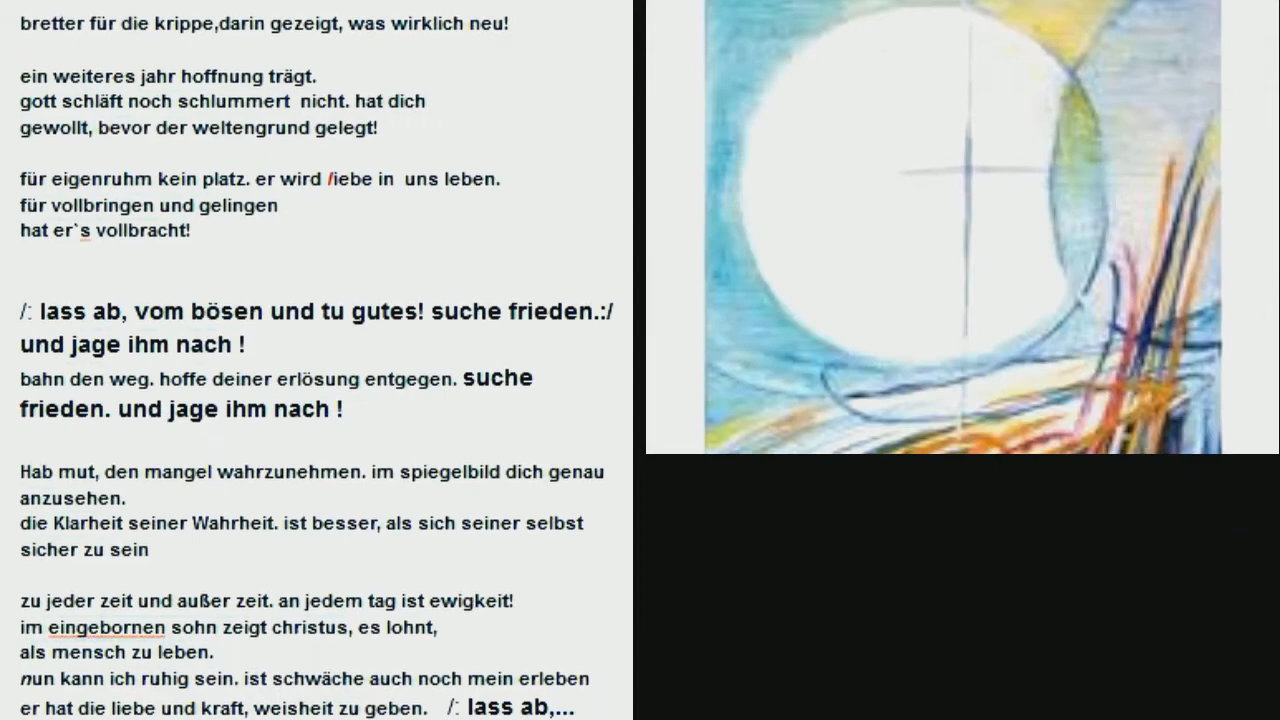 bretter für die krippe,darin gezeigt, was wirklich neu!
ein weiteres jahr hoffnung trägt.
gott schläft noch schlummert nicht. hat dich
gewollt, bevor der weltengrund gelegt!
für eigenruhm kein platz. er wird liebe in uns leben.
für vollbringen und gelingen
hat er`s vollbracht!
/: lass ab, vom bösen und tu gutes! suche frieden.:/
und jage ihm nach !
bahn den weg. hoffe deiner erlösung entgegen. suche
frieden. und jage ihm nach !
Hab mut, den mangel wahrzunehmen. im spiegelbild dich genau
anzusehen.
die Klarheit seiner Wahrheit. ist besser, als sich seiner selbst
sicher zu sein
zu jeder zeit und außer zeit. an jedem tag ist ewigkeit!
im eingebornen sohn zeigt christus, es lohnt,
als mensch zu leben.
nun kann ich ruhig sein. ist schwäche auch noch mein erleben
er hat die liebe und kraft, weisheit zu geben. /: lass ab,...